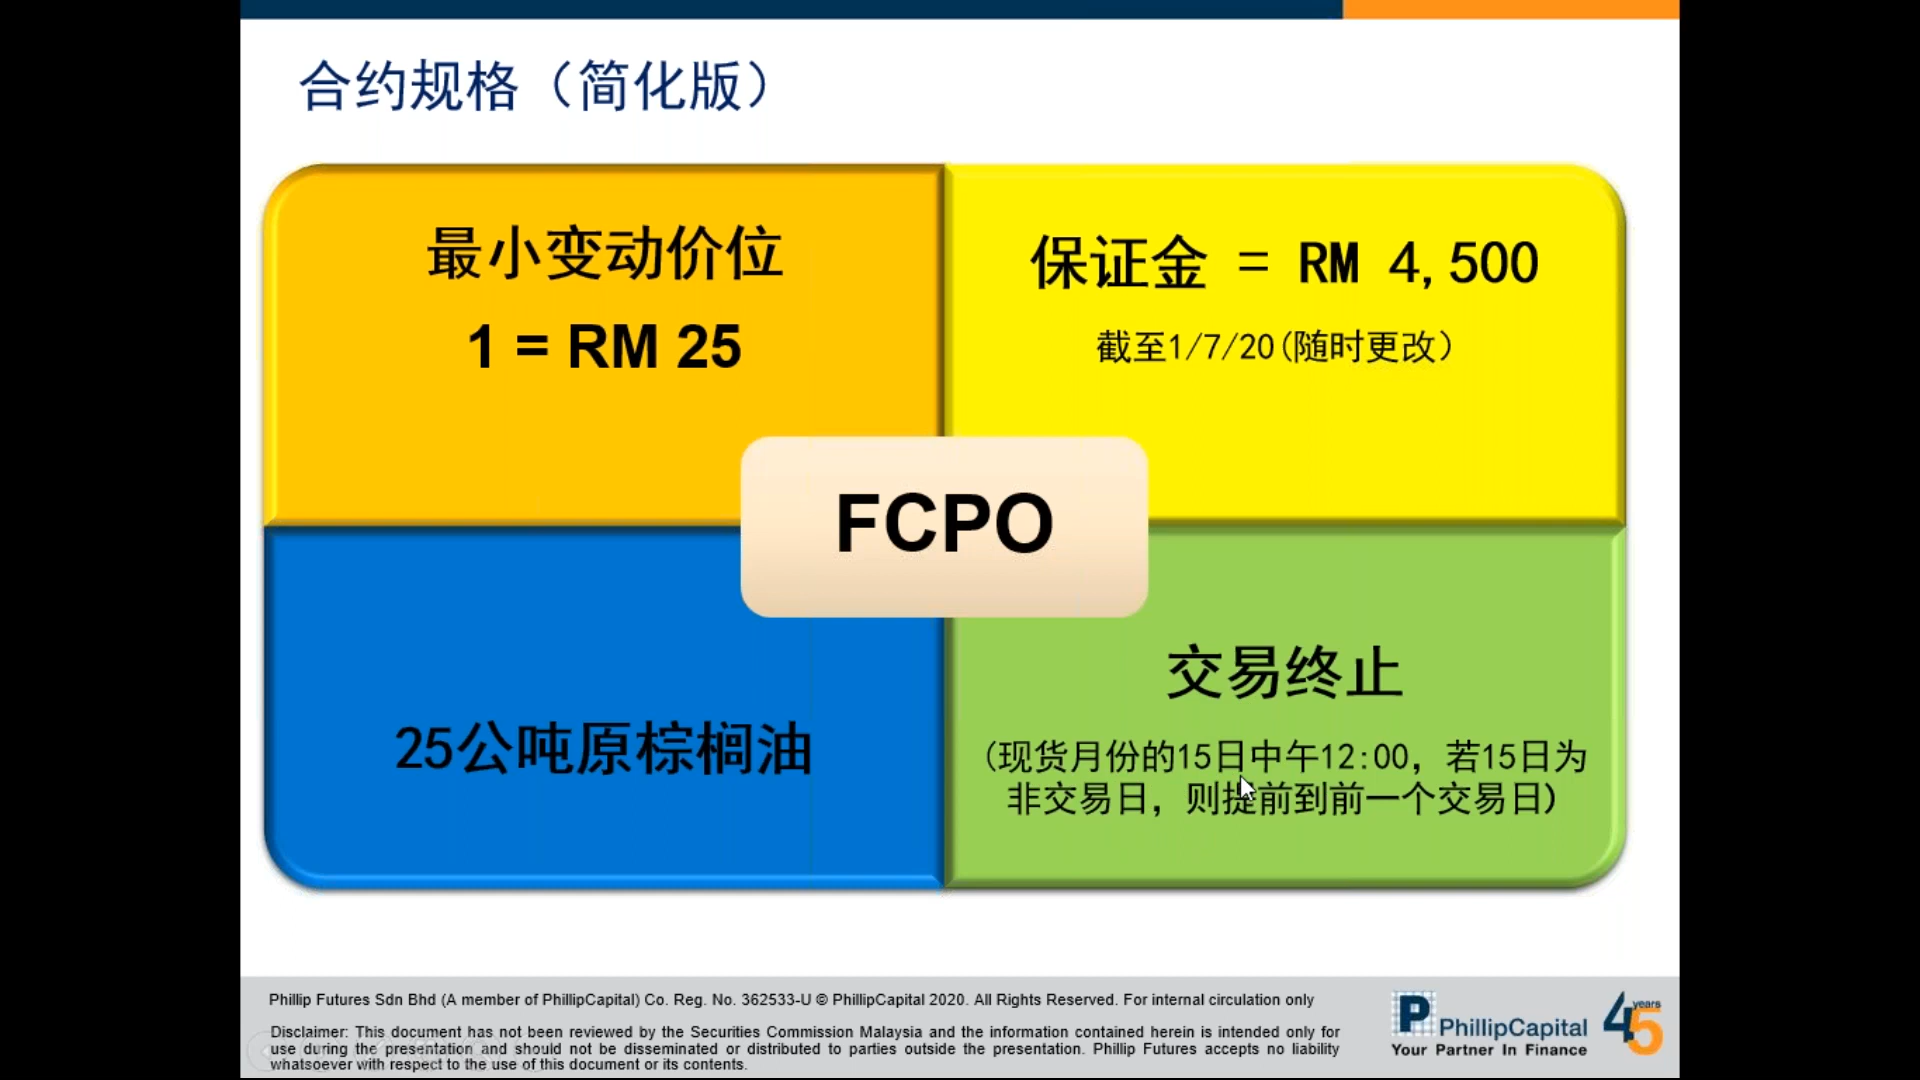 合约规格（简化版）
最小变动价位
1 = RM 25
保证金 = RM 4,500
截至1/7/20(随时更改）
FCPO
25公吨原棕榈油
交易终止
(现货月份的15日中午12:00，若15日为
非交易日，则提前到前一个交易日)
Phillip Futures Sdn Bhd (A member of PhillipCapital) Co. Reg. No. 362533-U © PhillipCapital 2020. All Rights Reserved. For internal circulation only
Disclaimer: This document has not been reviewed by the Securities Commission Malaysia and the information contained herein is intended only for
use during the presentation and should not be disseminated or distributed to parties outside the presentation. Phillip Futures accepts no liability
whatsoever with respect to the use of this document or its contents.
P PhillipCapital
Your Partner In Finance
45 years